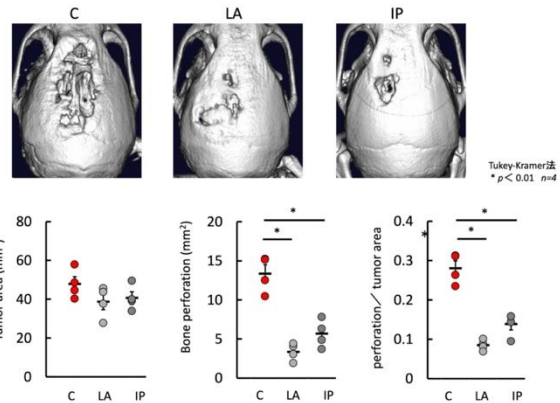 C LA IP
Tukey-Kramer法
* p < 0.01 n=4
80
60
40
20
0
C LA IP
Bone perforation (mm²)
20
15
10
5
0
*
*
C LA IP
perforation／ tumor area
0.4
0.3
0.2
0.1
0
*
*
*
C LA IP